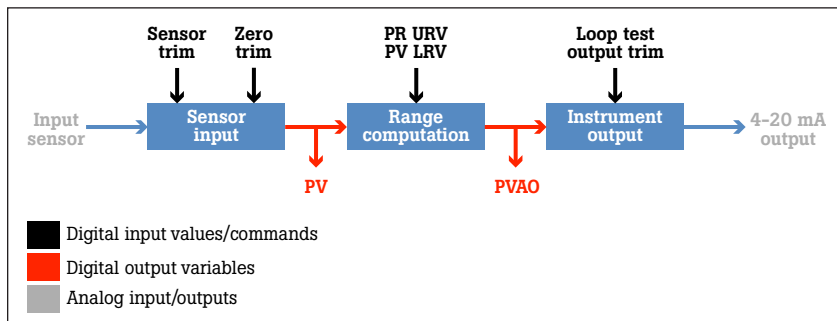 Sensor
trim
Zero
trim
PR URV
PV LRV
Loop test
output trim
Input
sensor
Sensor
input
Range
computation
Instrument
output
4-20 mA
output
PV
PVAO
Digital input values/commands
Digital output variables
Analog input/outputs